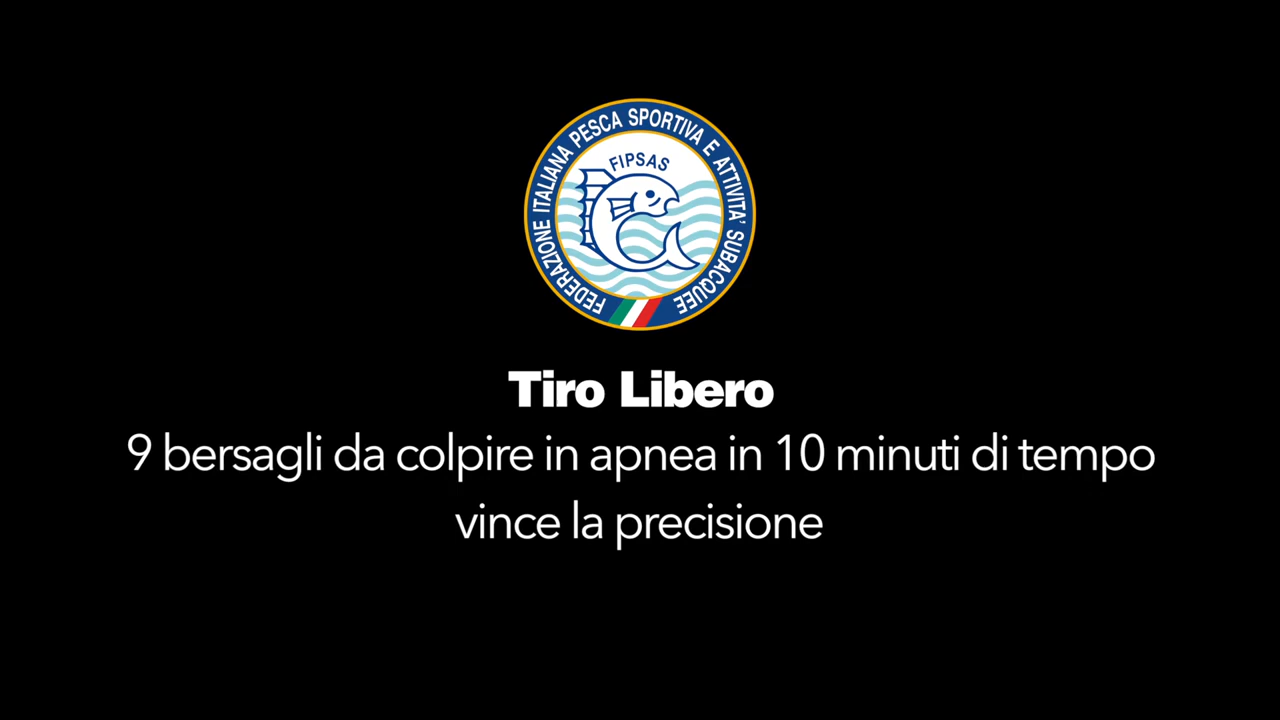 FEDERAZIONE ITALIANA PESCA SPORTIVA E ATTIVITA' SUBACQUEE
FIPSAS
Tiro Libero
9 bersagli da colpire in apnea in 10 minuti di tempo
vince la precisione